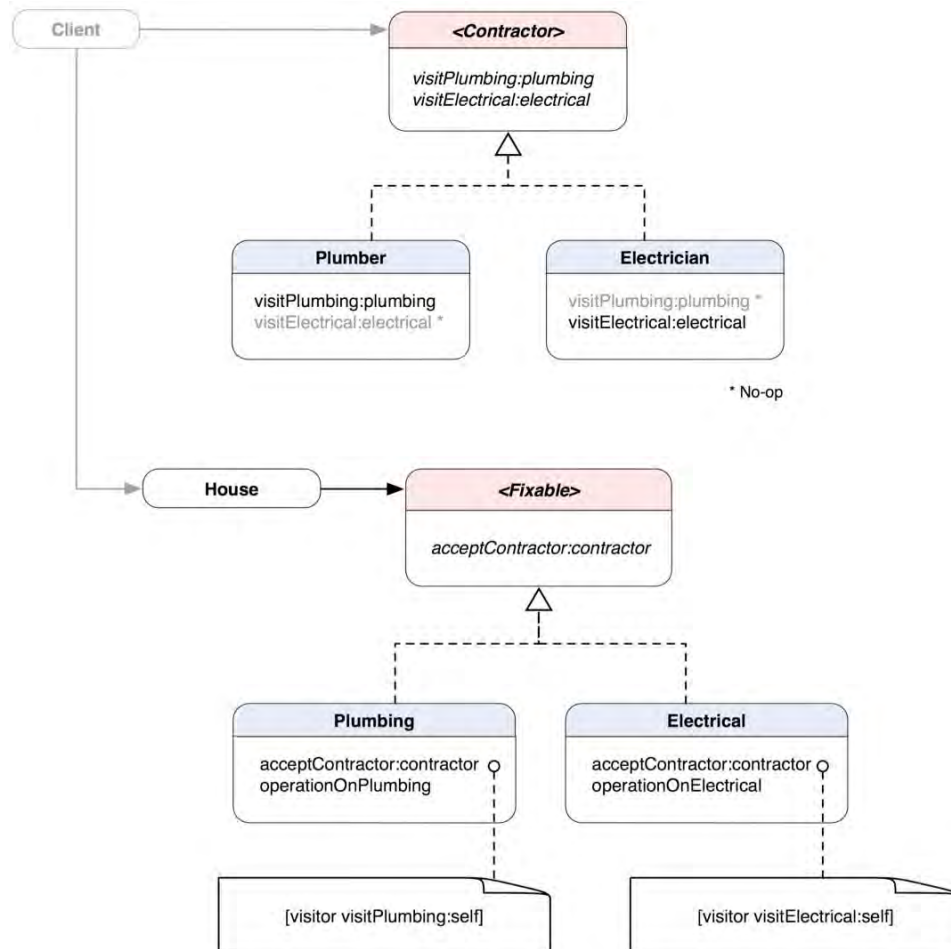 Client
<Contractor>
visitPlumbing:plumbing
visitElectrical:electrical
Plumber
visitPlumbing:plumbing
visitElectrical:electrical *
Electrician
visitPlumbing:plumbing *
visitElectrical:electrical
* No-op
House
<Fixable>
acceptContractor:contractor
Plumbing
acceptContractor:contractor
operationOnPlumbing
Electrical
acceptContractor:contractor
operationOnElectrical
[visitor visitPlumbing:self]
[visitor visitElectrical:self]